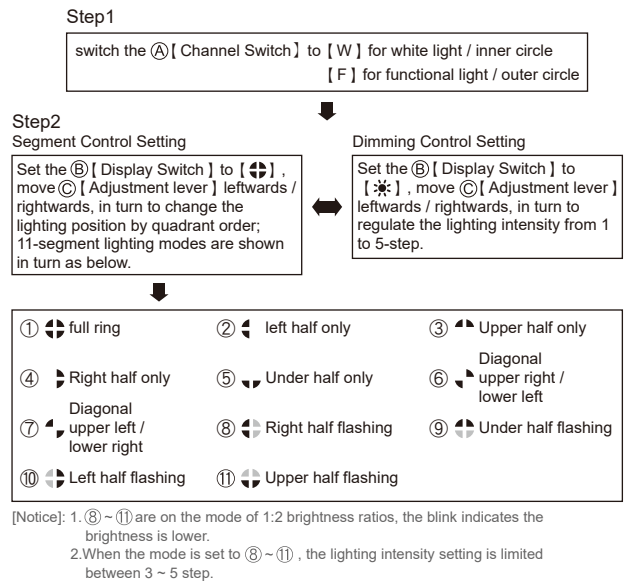 Step1
switch the Ⓐ【 Channel Switch 】 to 【 W 】 for white light / inner circle
【 F 】 for functional light / outer circle
Step2
Segment Control Setting
Set the Ⓑ【 Display Switch 】 to 【 】 ,
move Ⓒ【 Adjustment lever 】 leftwards /
rightwards, in turn to change the
lighting position by quadrant order;
11-segment lighting modes are shown
in turn as below.
Dimming Control Setting
Set the Ⓑ【 Display Switch 】 to
【 】 , move Ⓒ【 Adjustment lever 】
leftwards / rightwards, in turn to
regulate the lighting intensity from 1
to 5-step.
① full ring
② left half only
③ Upper half only
④ Right half only
⑤ Under half only
⑥ Diagonal
upper right /
lower left
⑦ Diagonal
upper left /
lower right
⑧ Right half flashing
⑨ Under half flashing
⑩ Left half flashing
⑪ Upper half flashing
[Notice]: 1. ⑧ ~ ⑪ are on the mode of 1:2 brightness ratios, the blink indicates the
brightness is lower.
2.When the mode is set to ⑧ ~ ⑪ , the lighting intensity setting is limited
between 3 ~ 5 step.